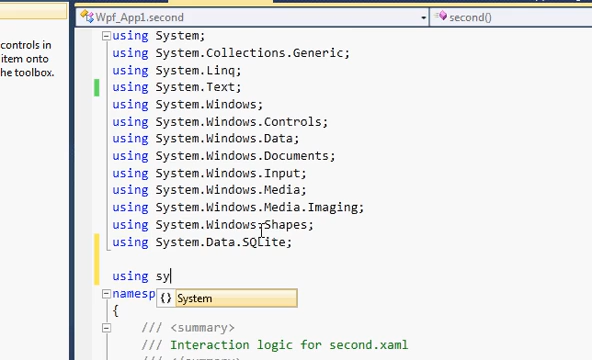 Wpf_App1.second
second()
controls in
item onto
he toolbox.
using System;
using System.Collections.Generic;
using System.Linq;
using System.Text;
using System.Windows;
using System.Windows.Controls;
using System.Windows.Data;
using System.Windows.Documents;
using System.Windows.Input;
using System.Windows.Media;
using System.Windows.Media.Imaging;
using System.Windows.Shapes;
using System.Data.SQLite;
using sy
namesp
{} System
{
/// <summary>
/// Interaction logic for second.xaml